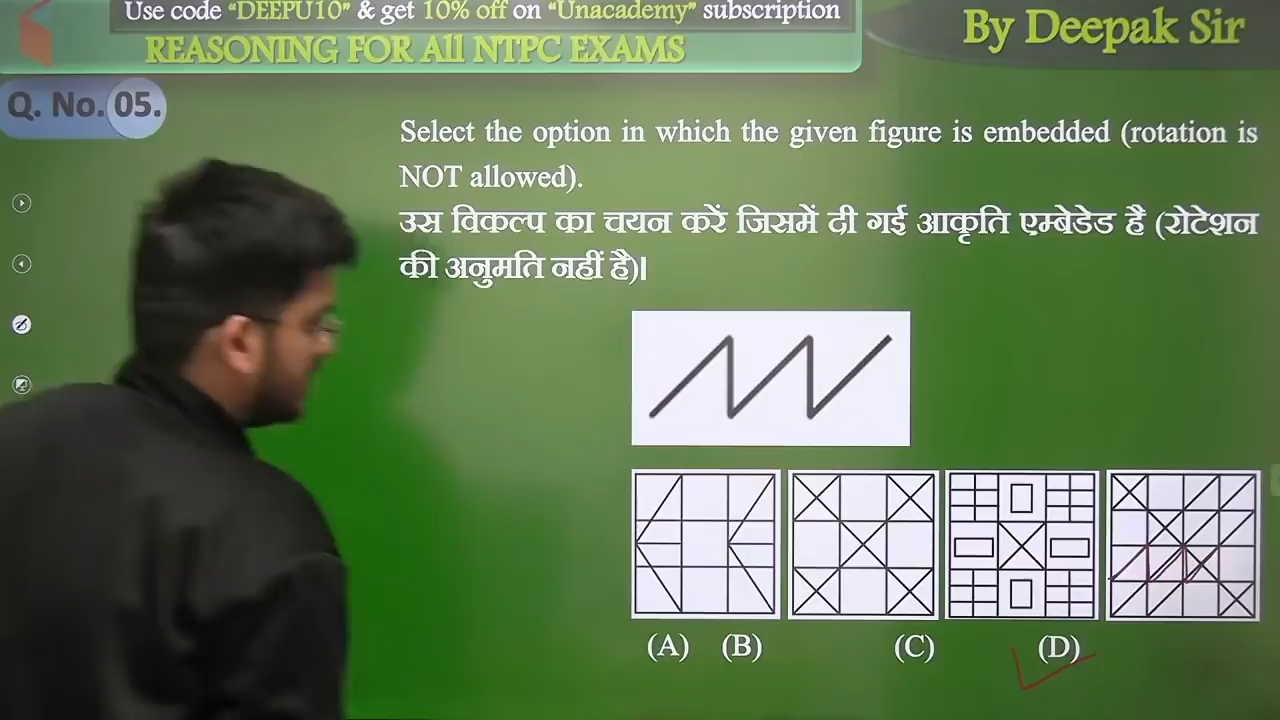 Use code “DEEPU10” & get 10% off on “Unacademy” subscription
REASONING FOR All NTPC EXAMS
By Deepak Sir
Q. No. 05.
Select the option in which the given figure is embedded (rotation is
NOT allowed).
उस विकल्प का चयन करें जिसमें दी गई आकृति एम्बेडेड है (रोटेशन
की अनुमति नहीं है)।
(A) (B) (C) (D)